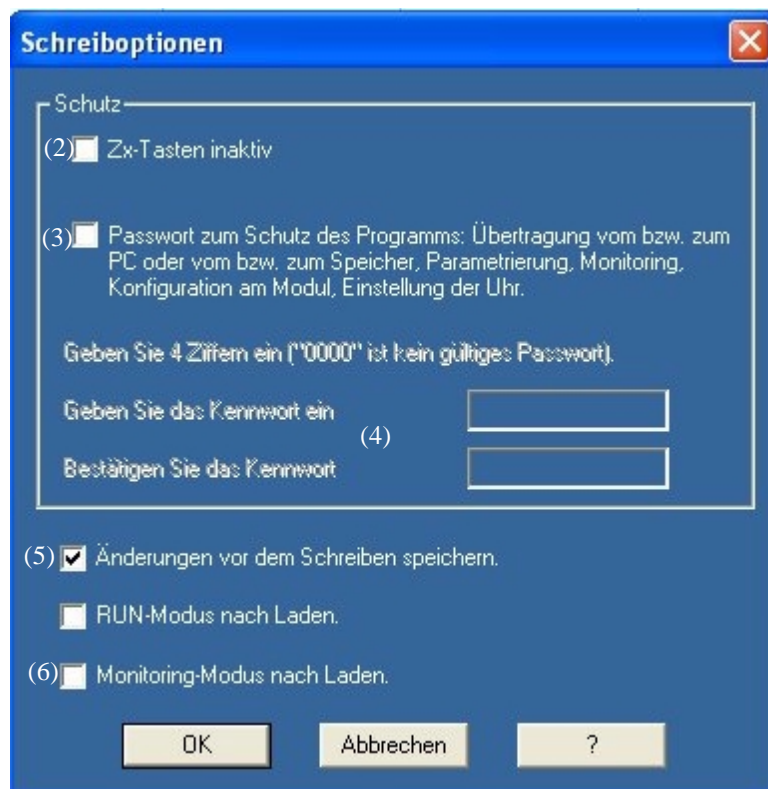 Schreiboptionen
Schutz
(2) Zx-Tasten inaktiv
(3) Passwort zum Schutz des Programms: Übertragung vom bzw. zum
PC oder vom bzw. zum Speicher, Parametrierung, Monitoring,
Konfiguration am Modul, Einstellung der Uhr.
Geben Sie 4 Ziffern ein ("0000" ist kein gültiges Passwort).
Geben Sie das Kennwort ein
(4)
Bestätigen Sie das Kennwort
(5) Änderungen vor dem Schreiben speichern.
RUN-Modus nach Laden.
(6) Monitoring-Modus nach Laden.
OK Abbrechen ?